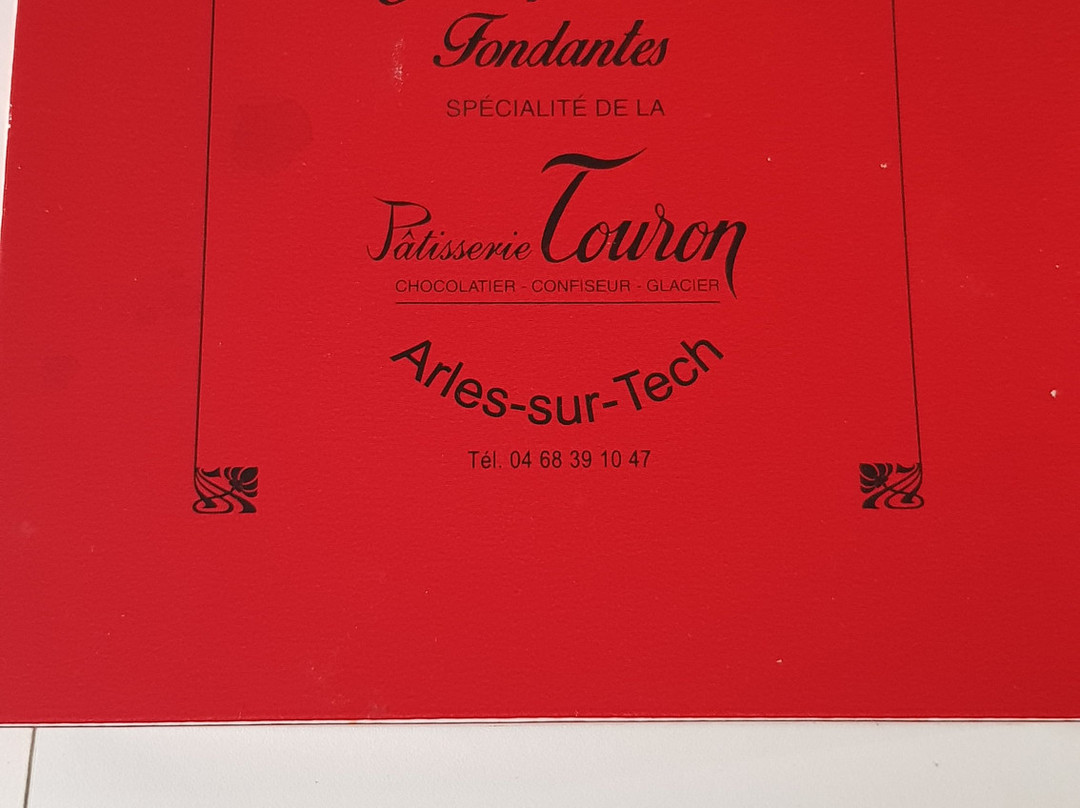 Fondantes
SPÉCIALITÉ DE LA
Pâtisserie Touron
CHOCOLATIER - CONFISEUR - GLACIER
Arles-sur-Tech
Tél. 04 68 39 10 47